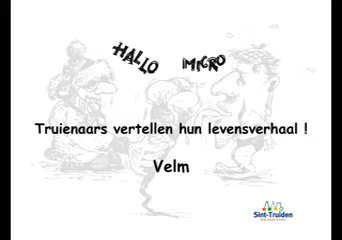 HALLO MICRO
Truienaars vertellen hun levensverhaal !
Velm
Sint-Truiden